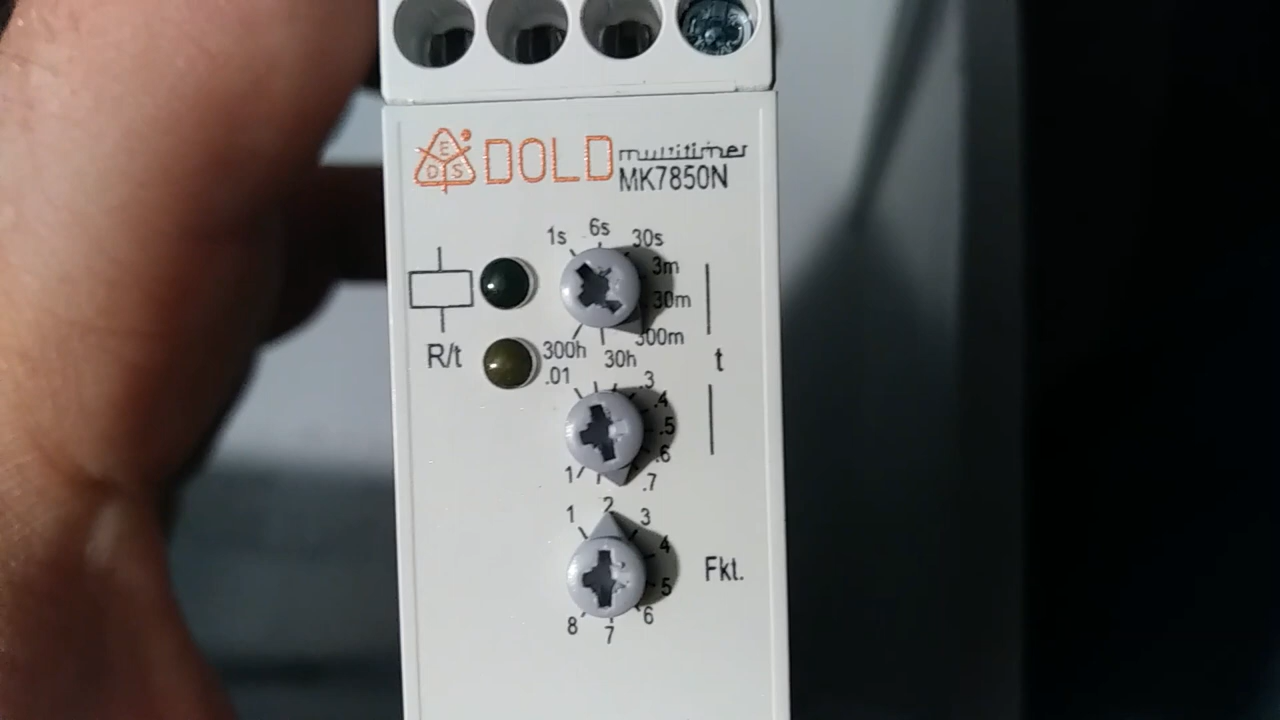 E
D S
DOLD multitimer
MK7850N
6s
1s 30s
3m
30m
300m
R/t 300h 30h t
.01 .3
.4
.5
.6
1 .7
2
1 3
4
Fkt.
5
6
8
7